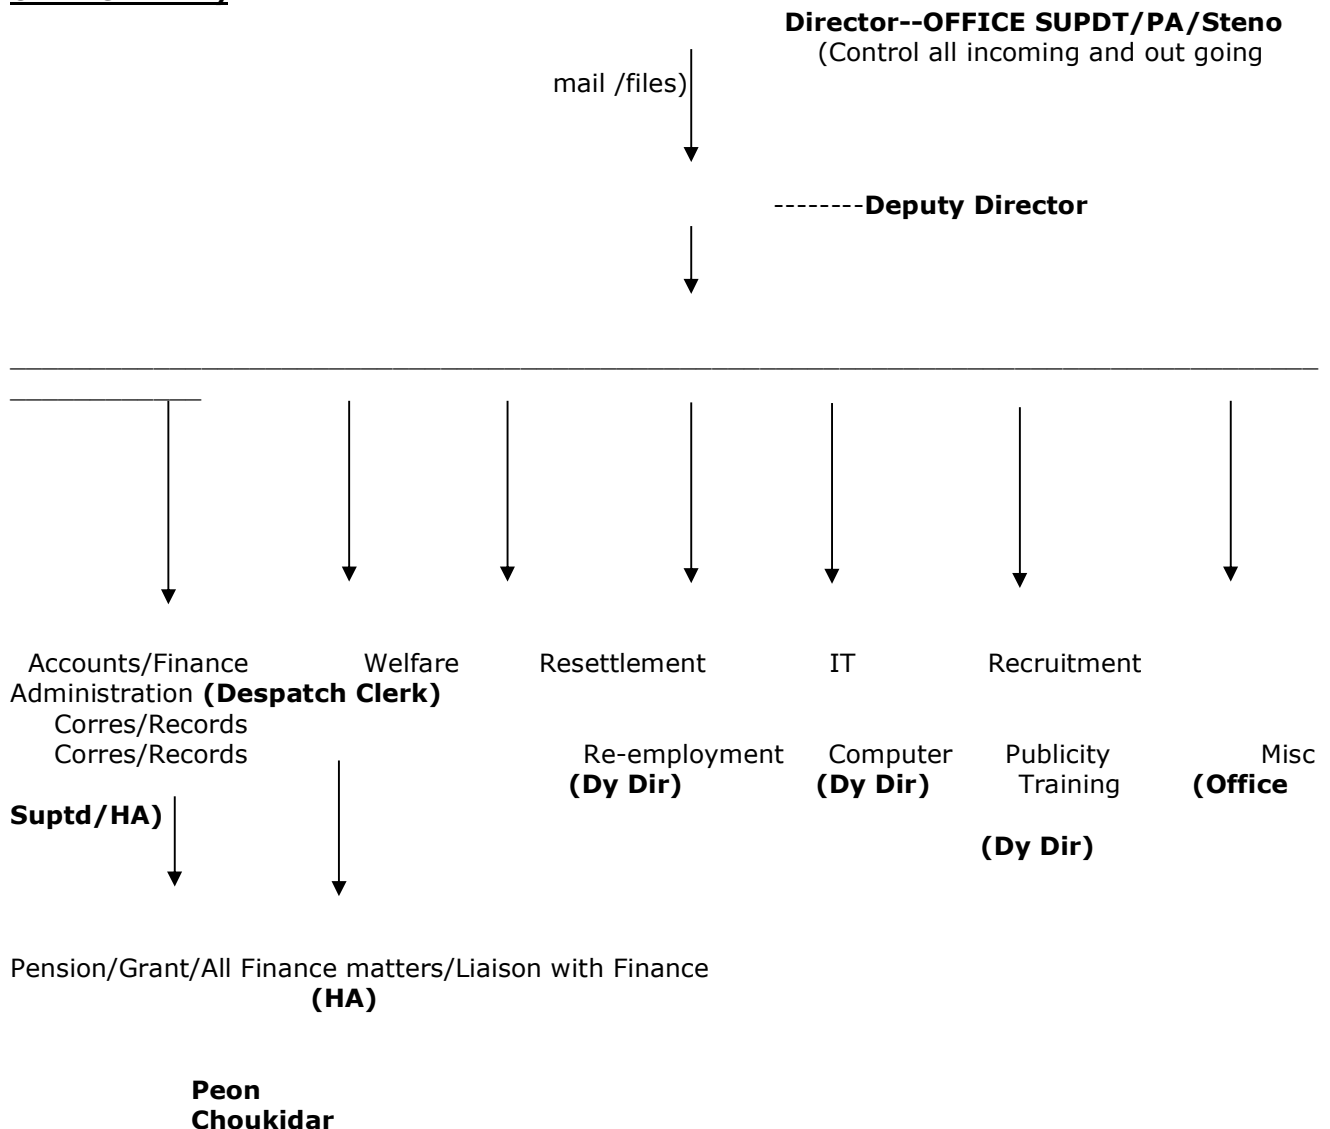 Director--OFFICE SUPDT/PA/Steno
(Control all incoming and out going
mail /files)
--------Deputy Director
Accounts/Finance Welfare Resettlement IT Recruitment
Administration (Despatch Clerk)
Corres/Records
Corres/Records Re-employment Computer Publicity Misc
(Dy Dir) (Dy Dir) Training (Office
Suptd/HA)
(Dy Dir)
Pension/Grant/All Finance matters/Liaison with Finance
(HA)
Peon
Choukidar